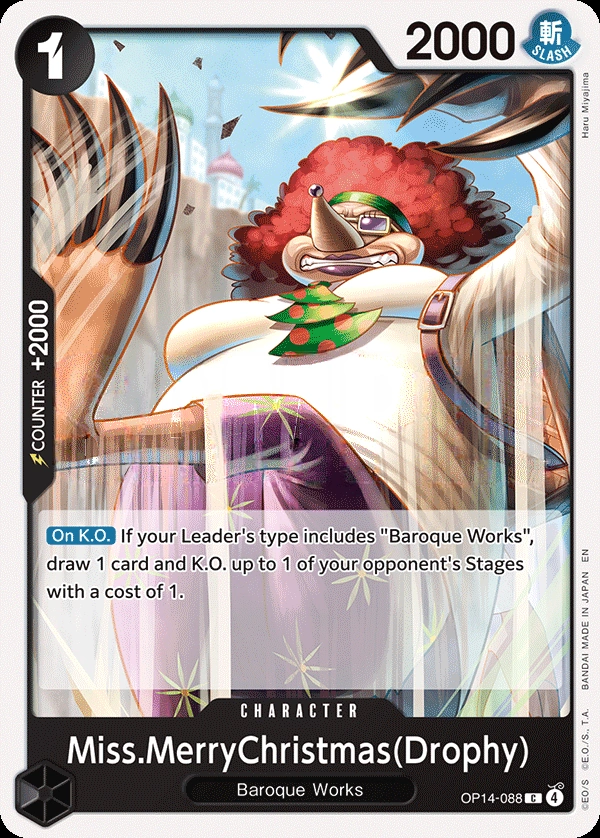 1
2000
斬
SLASH
Haru Miyajima
COUNTER +2000
On K.O. If your Leader's type includes "Baroque Works",
draw 1 card and K.O. up to 1 of your opponent's Stages
with a cost of 1.
CHARACTER
Miss.MerryChristmas(Drophy)
Baroque Works
OP14-088 C 4
©EO/S ©E.O./S., T.A. BANDAI MADE IN JAPAN EN